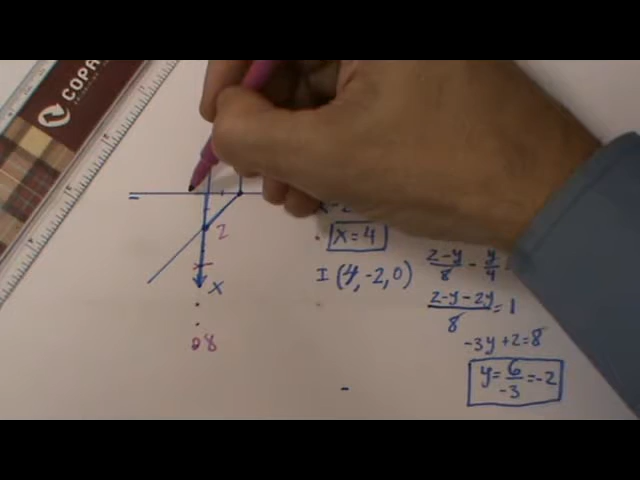 COPA
2
X
8
X=4
I (4, -2, 0)
2-y/8 - y/4
2-y-2y/8 = 1
-3y+2=8
y = 6/-3 = -2